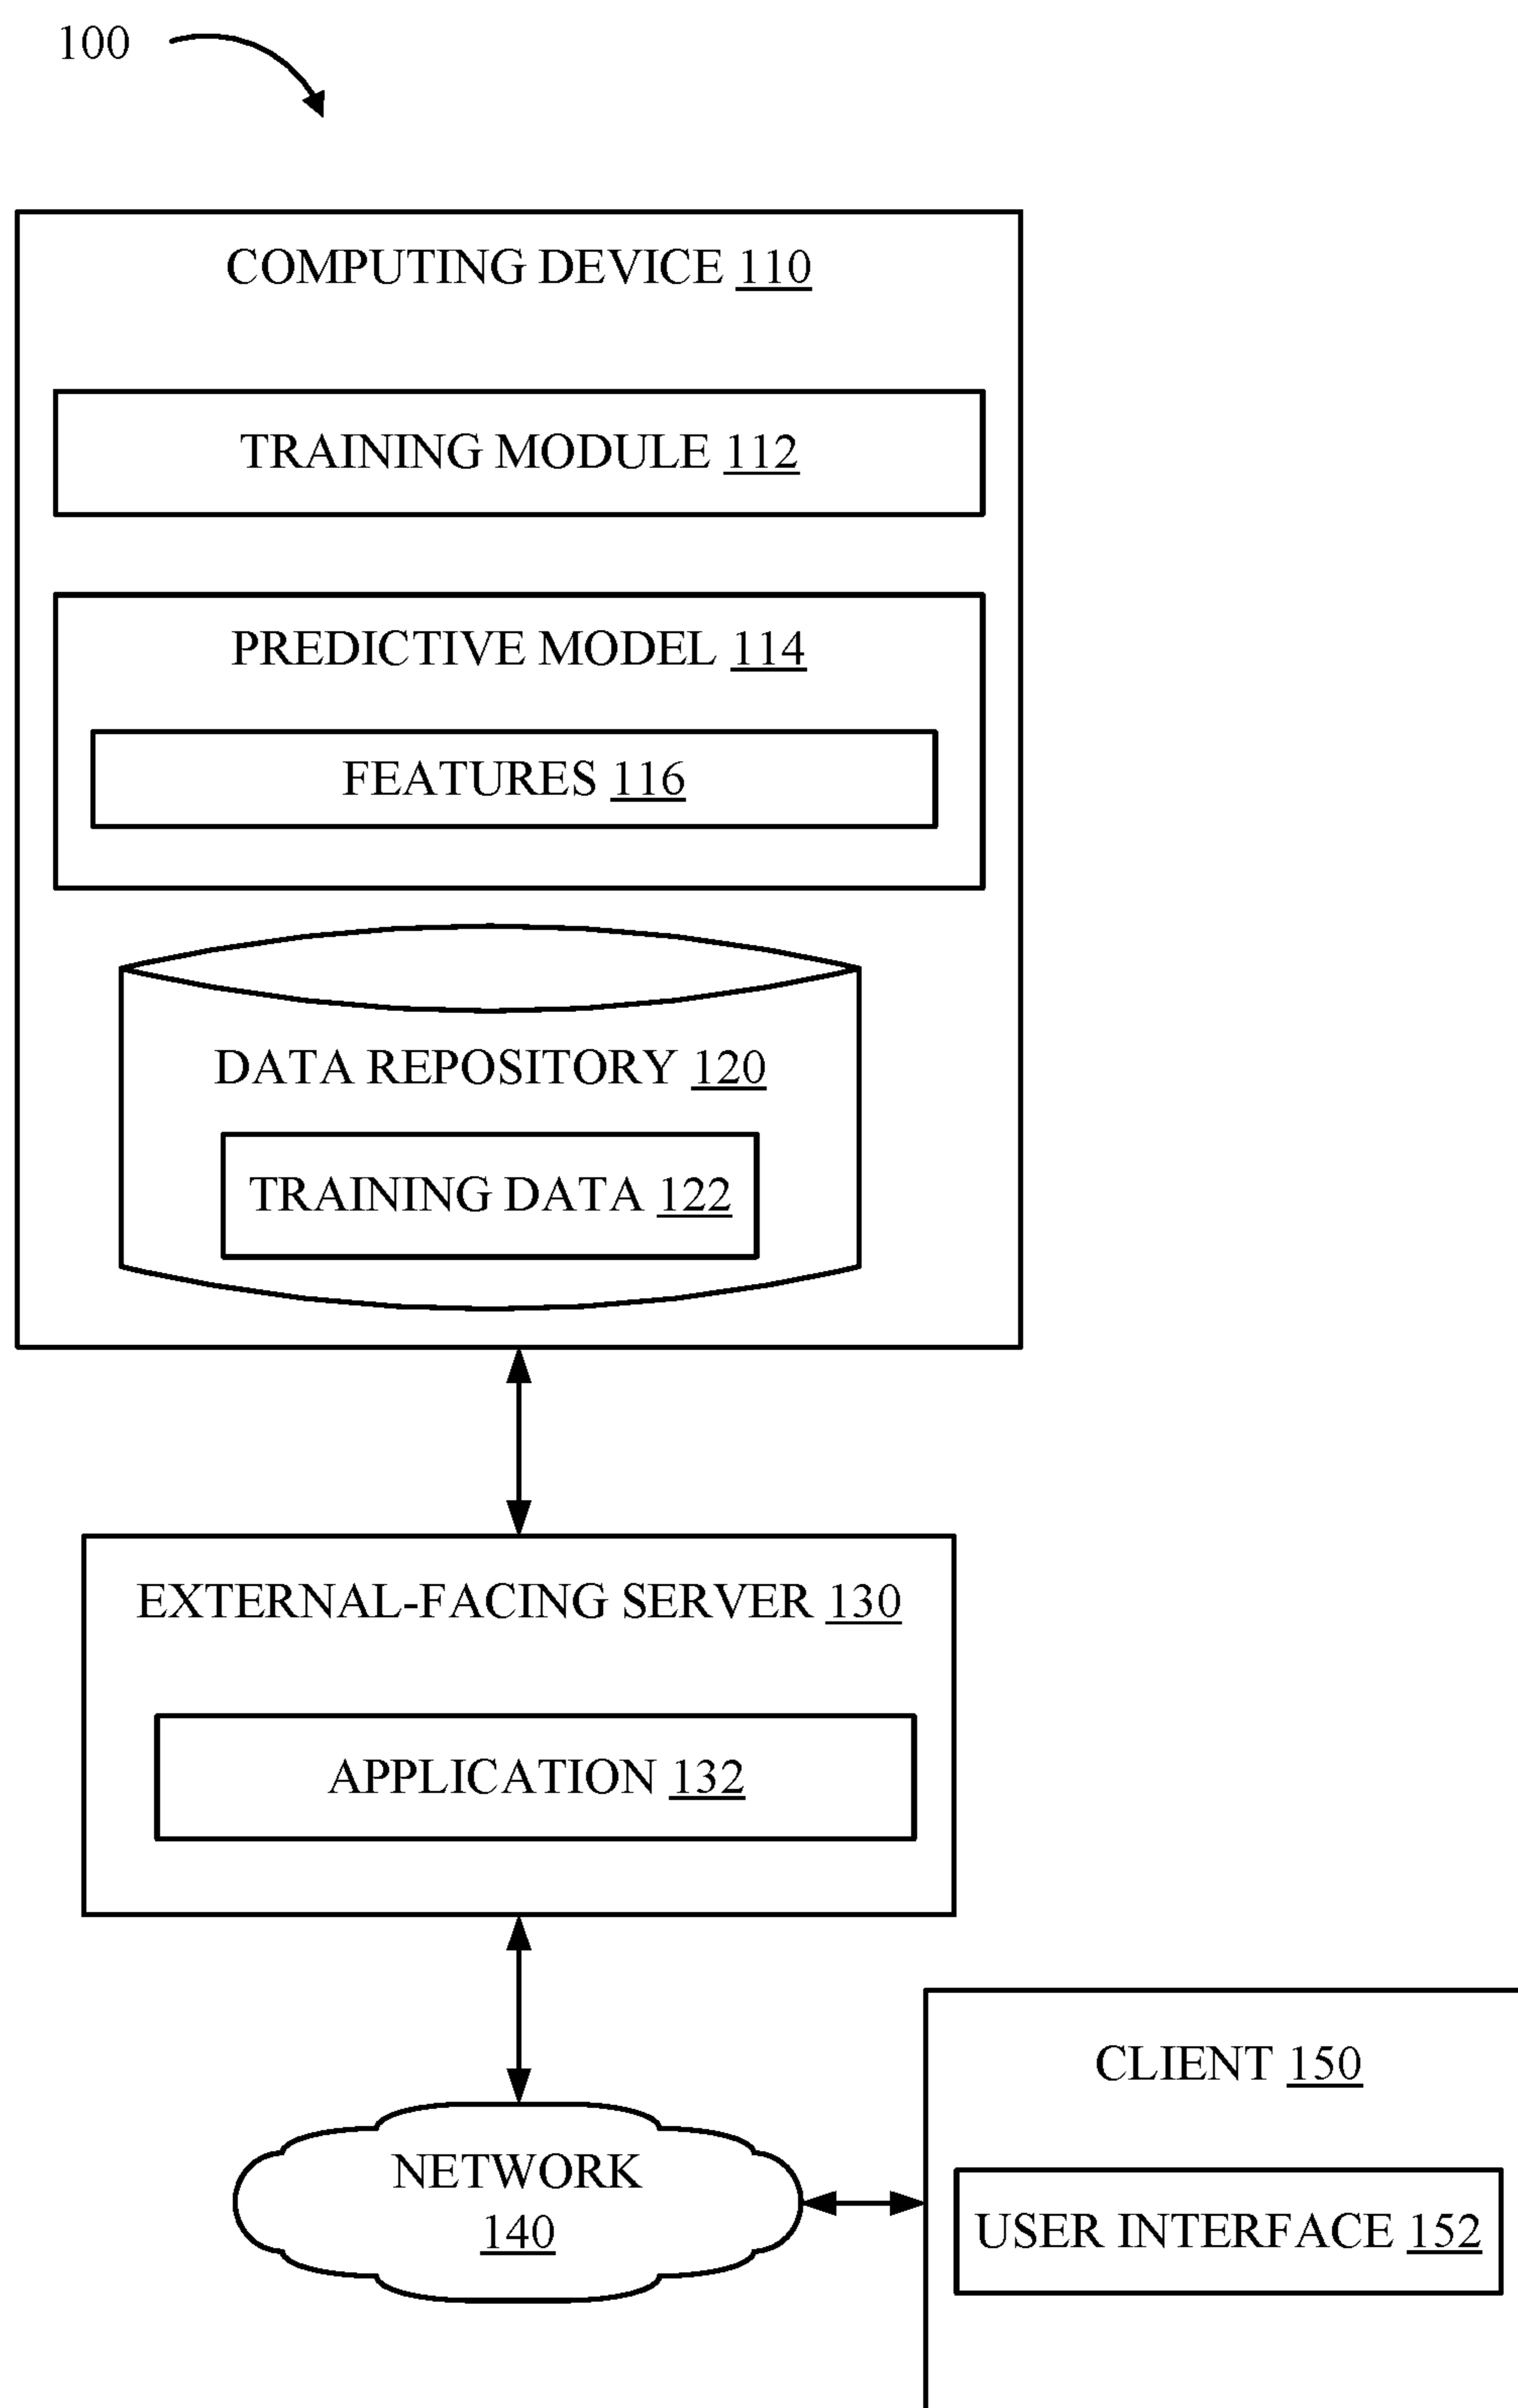 100
COMPUTING DEVICE 110
TRAINING MODULE 112
PREDICTIVE MODEL 114
FEATURES 116
DATA REPOSITORY 120
TRAINING DATA 122
EXTERNAL-FACING SERVER 130
APPLICATION 132
NETWORK
140
CLIENT 150
USER INTERFACE 152